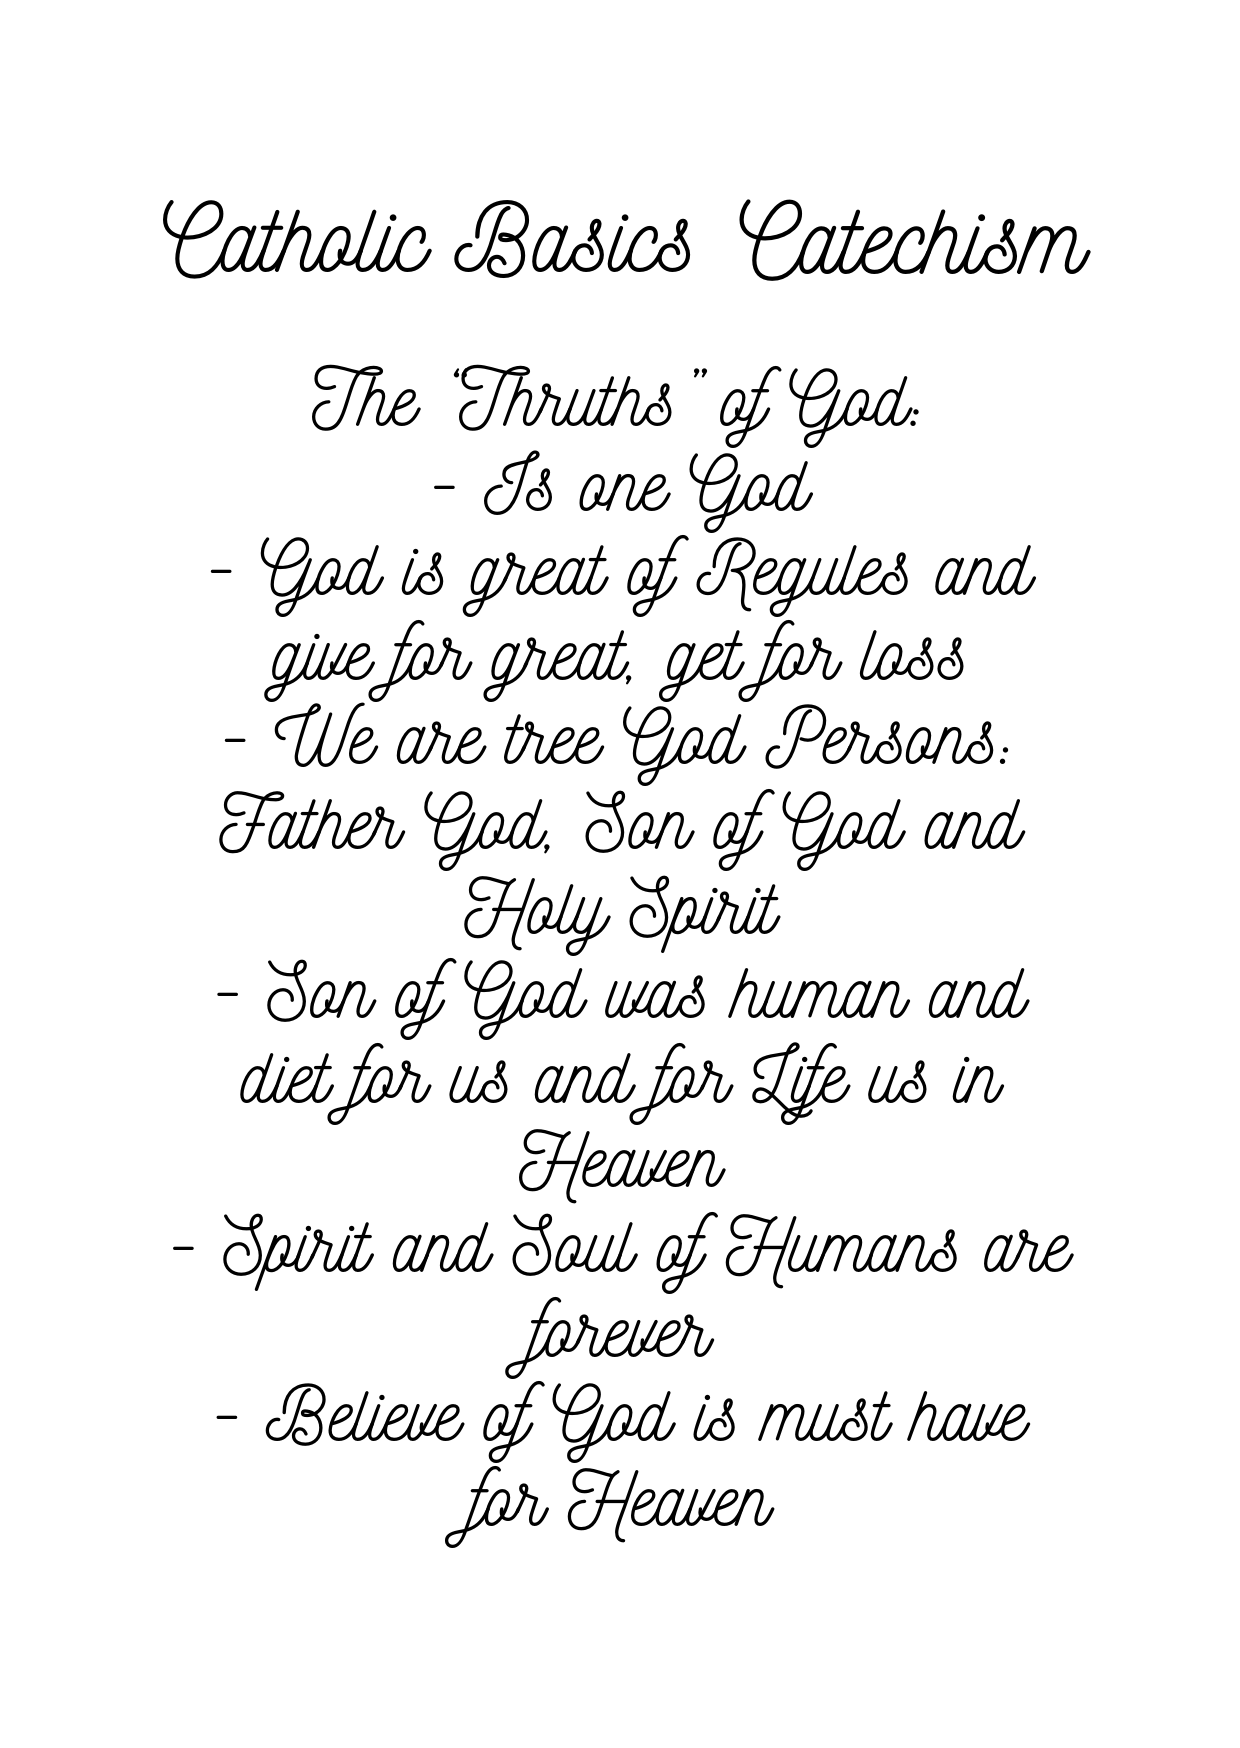 Catholic Basics Catechism
The "Thruths" of God:
- Is one God
- God is great of Regules and
give for great, get for loss
- We are tree God Persons:
Father God, Son of God and
Holy Spirit
- Son of God was human and
diet for us and for Life us in
Heaven
- Spirit and Soul of Humans are
forever
- Believe of God is must have
for Heaven